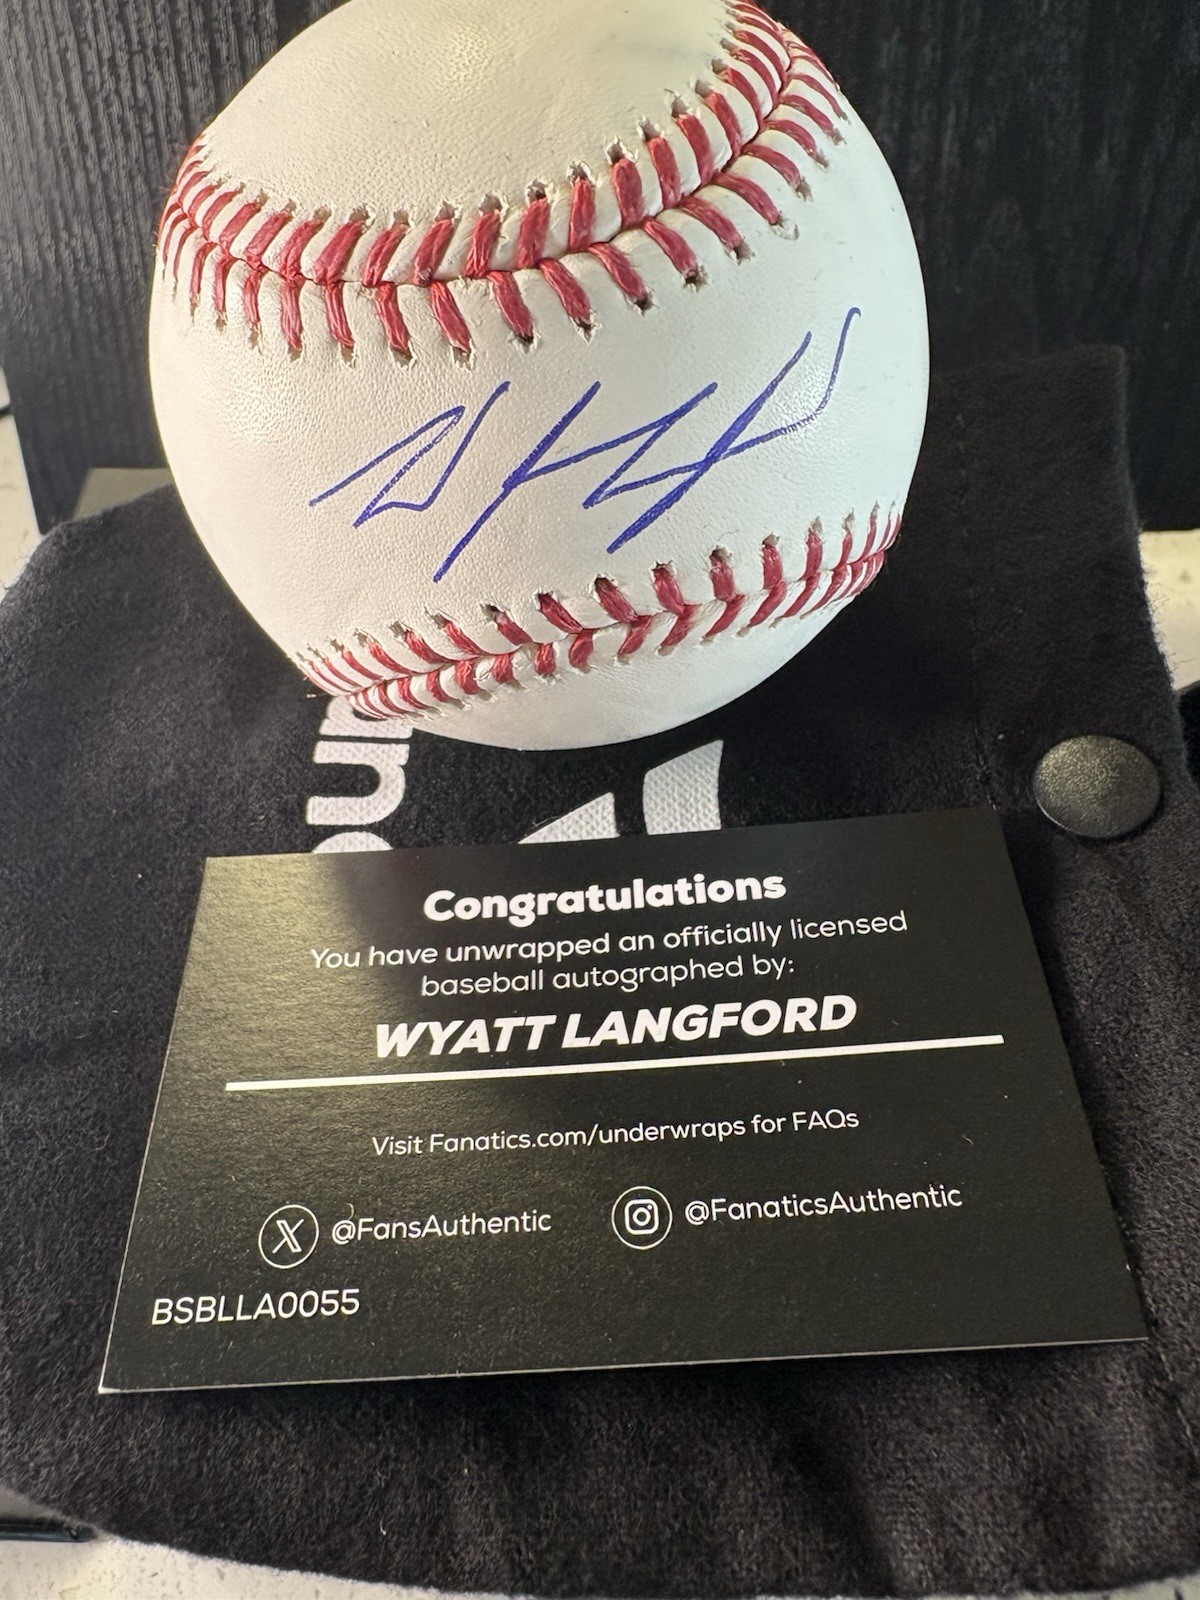 Congratulations
You have unwrapped an officially licensed
baseball autographed by:
WYATT LANGFORD
Visit Fanatics.com/underwraps for FAQs
@FansAuthentic
@FanaticsAuthentic
BSBLLA0055